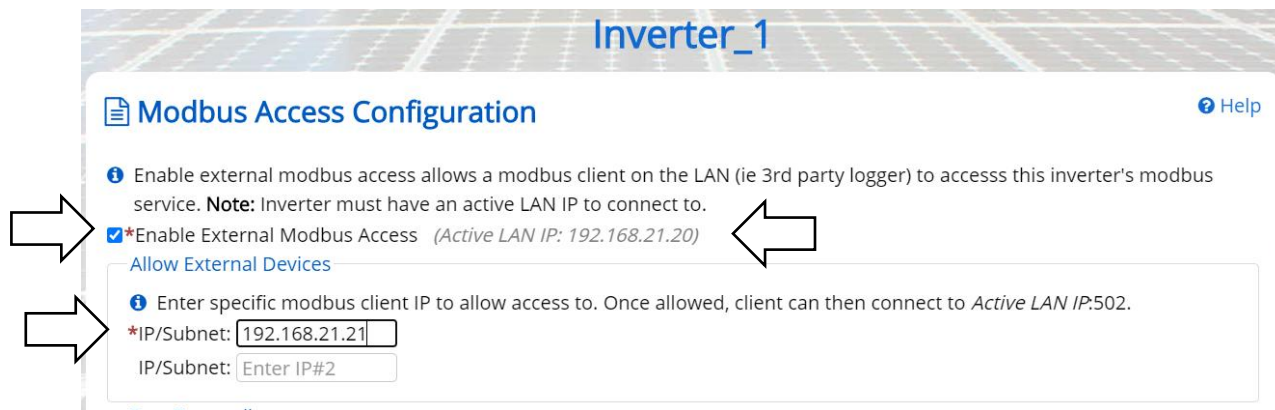 Inverter_1
Modbus Access Configuration
Help
Enable external modbus access allows a modbus client on the LAN (ie 3rd party logger) to accesss this inverter's modbus
service. Note: Inverter must have an active LAN IP to connect to.
*Enable External Modbus Access (Active LAN IP: 192.168.21.20)
Allow External Devices
Enter specific modbus client IP to allow access to. Once allowed, client can then connect to Active LAN IP:502.
*IP/Subnet: 192.168.21.21
IP/Subnet: Enter IP#2